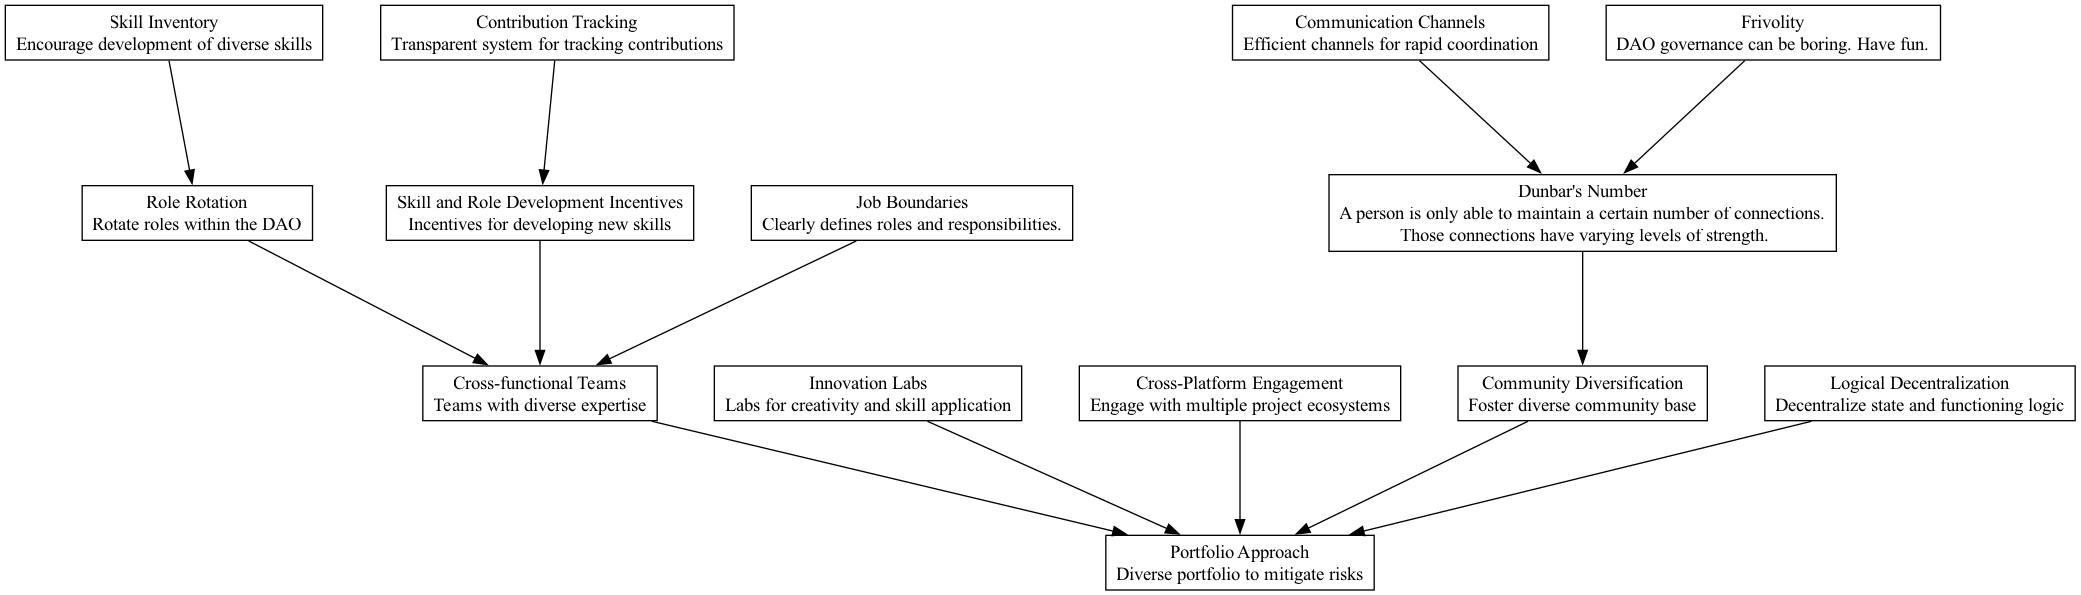 Skill Inventory
Encourage development of diverse skills
Contribution Tracking
Transparent system for tracking contributions
Communication Channels
Efficient channels for rapid coordination
Frivolity
DAO governance can be boring. Have fun.
Role Rotation
Rotate roles within the DAO
Skill and Role Development Incentives
Incentives for developing new skills
Job Boundaries
Clearly defines roles and responsibilities.
Dunbar's Number
A person is only able to maintain a certain number of connections.
Those connections have varying levels of strength.
Cross-functional Teams
Teams with diverse expertise
Innovation Labs
Labs for creativity and skill application
Cross-Platform Engagement
Engage with multiple project ecosystems
Community Diversification
Foster diverse community base
Logical Decentralization
Decentralize state and functioning logic
Portfolio Approach
Diverse portfolio to mitigate risks